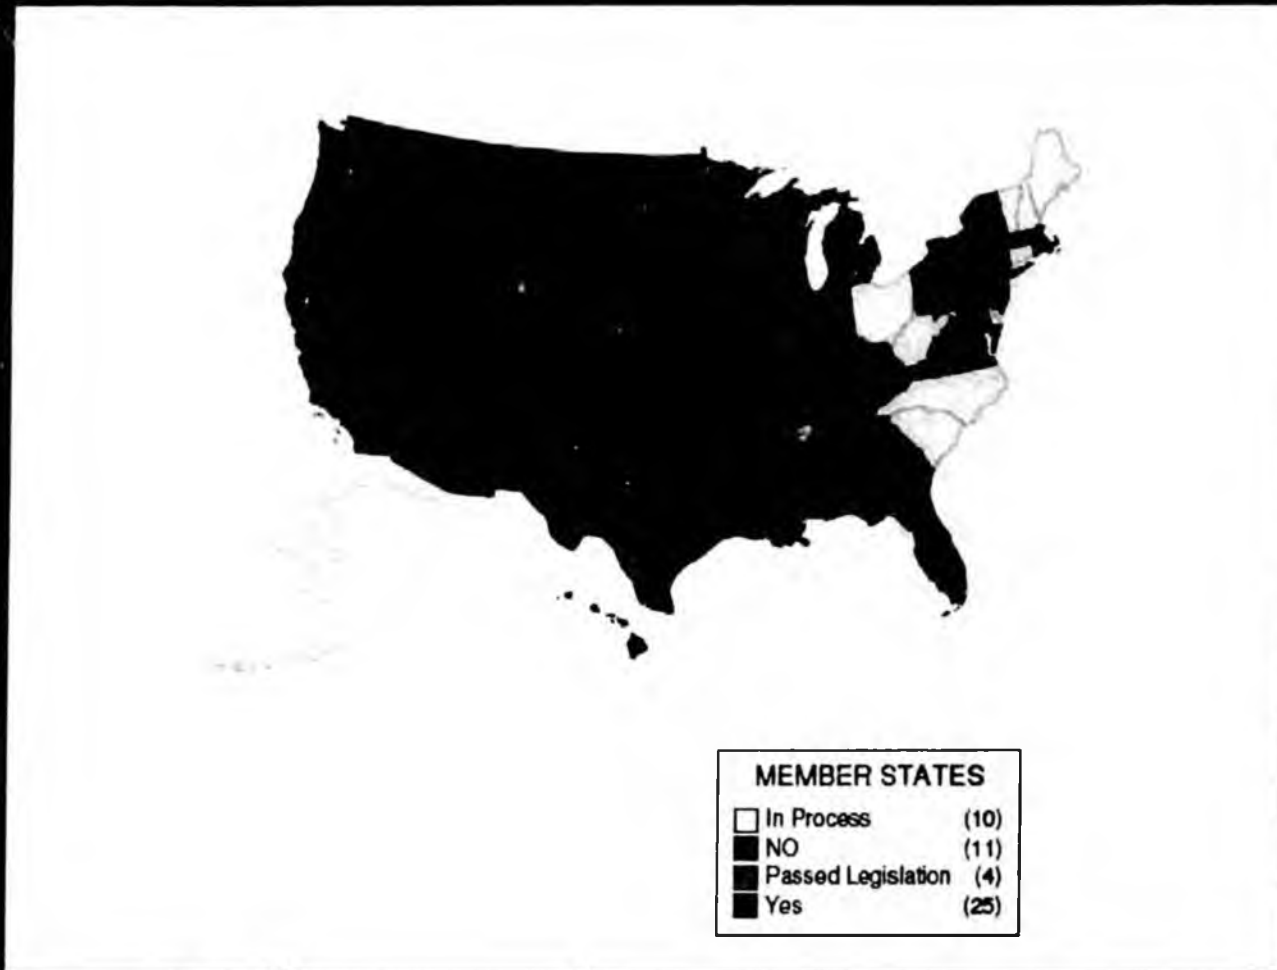 MEMBER STATES
In Process (10)
NO (11)
Passed Legislation (4)
Yes (25)